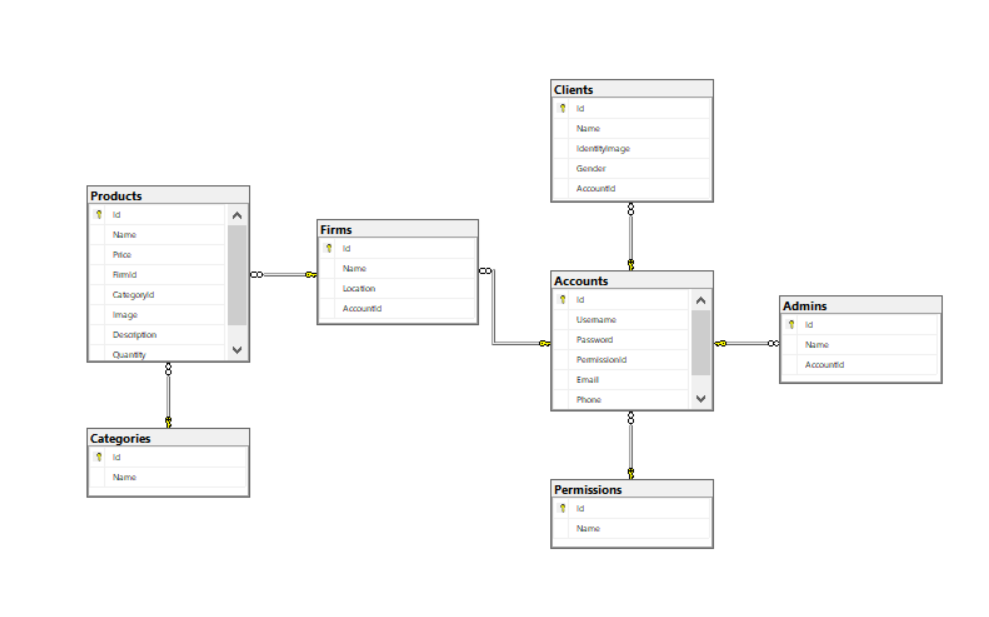 Clients
Id
Name
IdentityImage
Gender
AccountId
Products
Id
Name
Price
FirmId
CategoryId
Image
Description
Quantity
Firms
Id
Name
Location
AccountId
Accounts
Id
Username
Password
PermissionId
Email
Phone
Admins
Id
Name
AccountId
Categories
Id
Name
Permissions
Id
Name